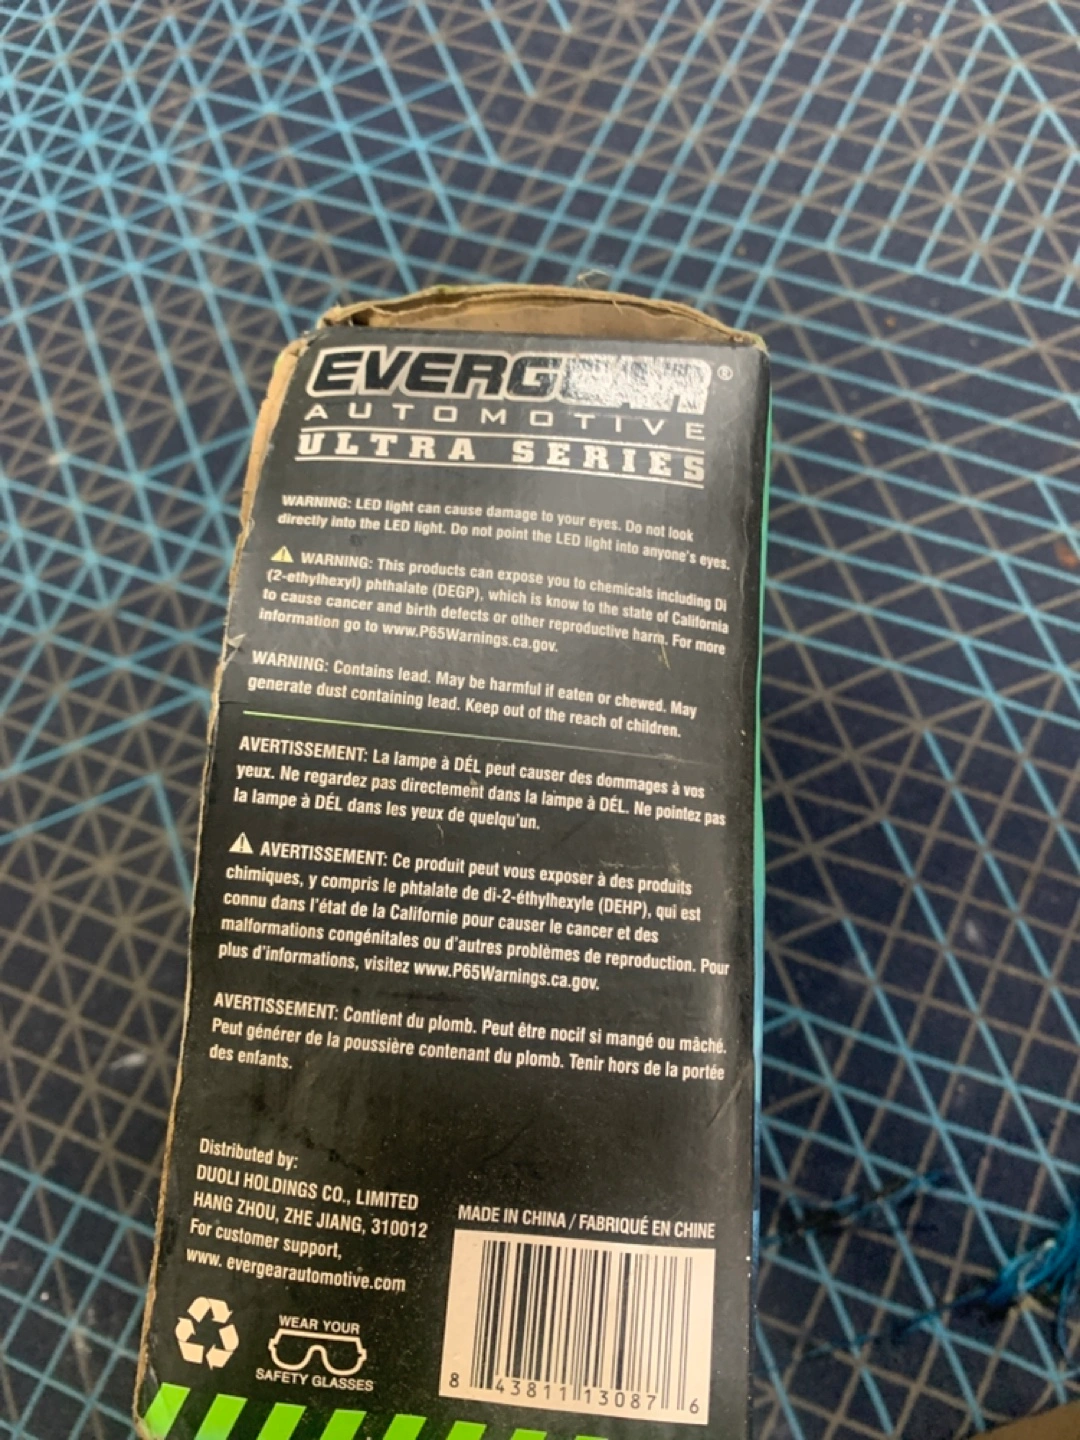 EVERGEAR®
AUTOMOTIVE
ULTRA SERIES
WARNING: LED light can cause damage to your eyes. Do not look
directly into the LED light. Do not point the LED light into anyone's eyes.
WARNING: This products can expose you to chemicals including Di
(2-ethylhexyl) phthalate (DEGP), which is know to the state of California
to cause cancer and birth defects or other reproductive harm. For more
information go to www.P65Warnings.ca.gov.
WARNING: Contains lead. May be harmful if eaten or chewed. May
generate dust containing lead. Keep out of the reach of children.
AVERTISSEMENT: La lampe à DÉL peut causer des dommages à vos
yeux. Ne regardez pas directement dans la lampe à DÉL. Ne pointez pas
la lampe à DÉL dans les yeux de quelqu'un.
AVERTISSEMENT: Ce produit peut vous exposer à des produits
chimiques, y compris le phtalate de di-2-éthylhexyle (DEHP), qui est
connu dans l'état de la Californie pour causer le cancer et des
malformations congénitales ou d'autres problèmes de reproduction. Pour
plus d'informations, visitez www.P65Warnings.ca.gov.
AVERTISSEMENT: Contient du plomb. Peut être nocif si mangé ou mâché.
Peut générer de la poussière contenant du plomb. Tenir hors de la portée
des enfants.
Distributed by:
DUOLI HOLDINGS CO., LIMITED
HANG ZHOU, ZHE JIANG, 310012
For customer support,
www. evergearautomotive.com
WEAR YOUR
SAFETY GLASSES
MADE IN CHINA / FABRIQUÉ EN CHINE
8 43811 13087 6